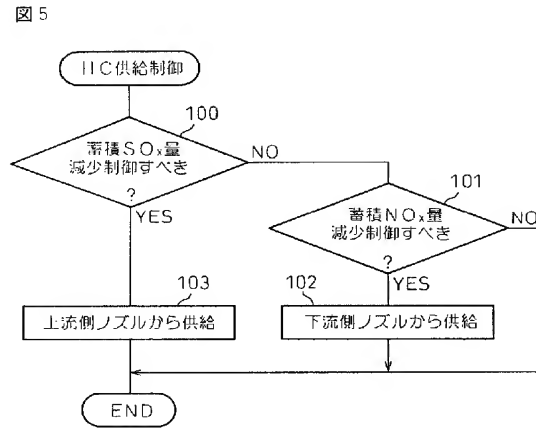 図5
HC供給制御
100
蓄積SOx量
減少制御すべき
?
NO
YES
101
蓄積NOx量
減少制御すべき
?
NO
YES
103
上流側ノズルから供給
102
下流側ノズルから供給
END